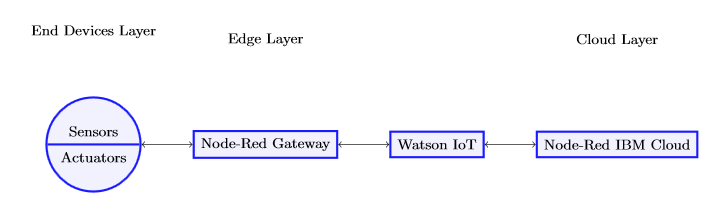 End Devices Layer
Edge Layer
Cloud Layer
Sensors
Actuators
Node-Red Gateway
Watson IoT
Node-Red IBM Cloud